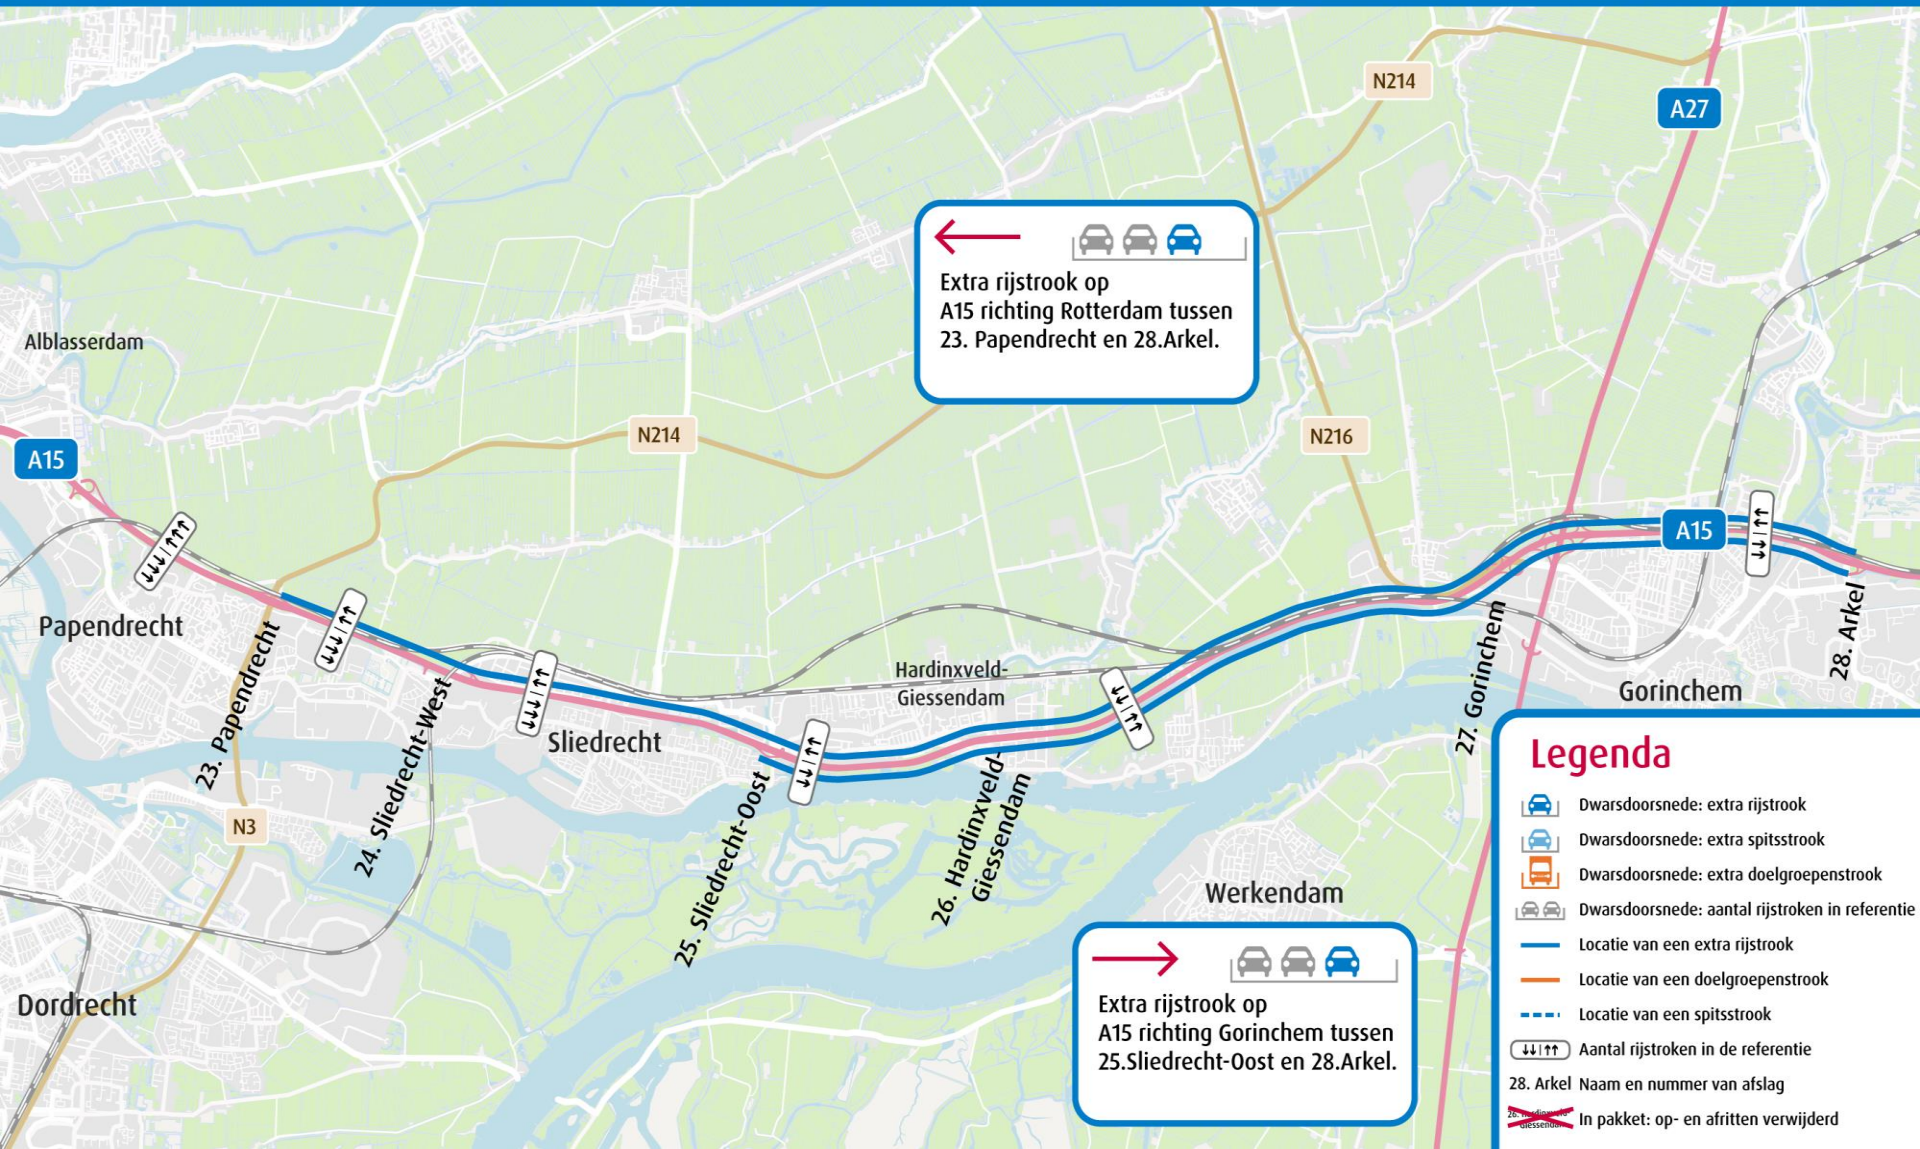 N214
A27
Extra rijstrook op
A15 richting Rotterdam tussen
23. Papendrecht en 28.Arkel.
Alblasserdam
A15
N214
N216
A15
Papendrecht
23. Papendrecht
24. Sliedrecht-West
Sliedrecht
25. Sliedrecht-Oost
Hardinxveld-
Giessendam
26. Hardinxveld-
Giessendam
27. Gorinchem
Gorinchem
28. Arkel
N3
Werkendam
Dordrecht
Extra rijstrook op
A15 richting Gorinchem tussen
25.Sliedrecht-Oost en 28.Arkel.
Legenda
Dwarsdoorsnede: extra rijstrook
Dwarsdoorsnede: extra spitsstrook
Dwarsdoorsnede: extra doelgroepenstrook
Dwarsdoorsnede: aantal rijstroken in referentie
Locatie van een extra rijstrook
Locatie van een doelgroepenstrook
Locatie van een spitsstrook
Aantal rijstroken in de referentie
28. Arkel Naam en nummer van afslag
26. Hardinxveld-
Giessendam
In pakket: op- en afritten verwijderd